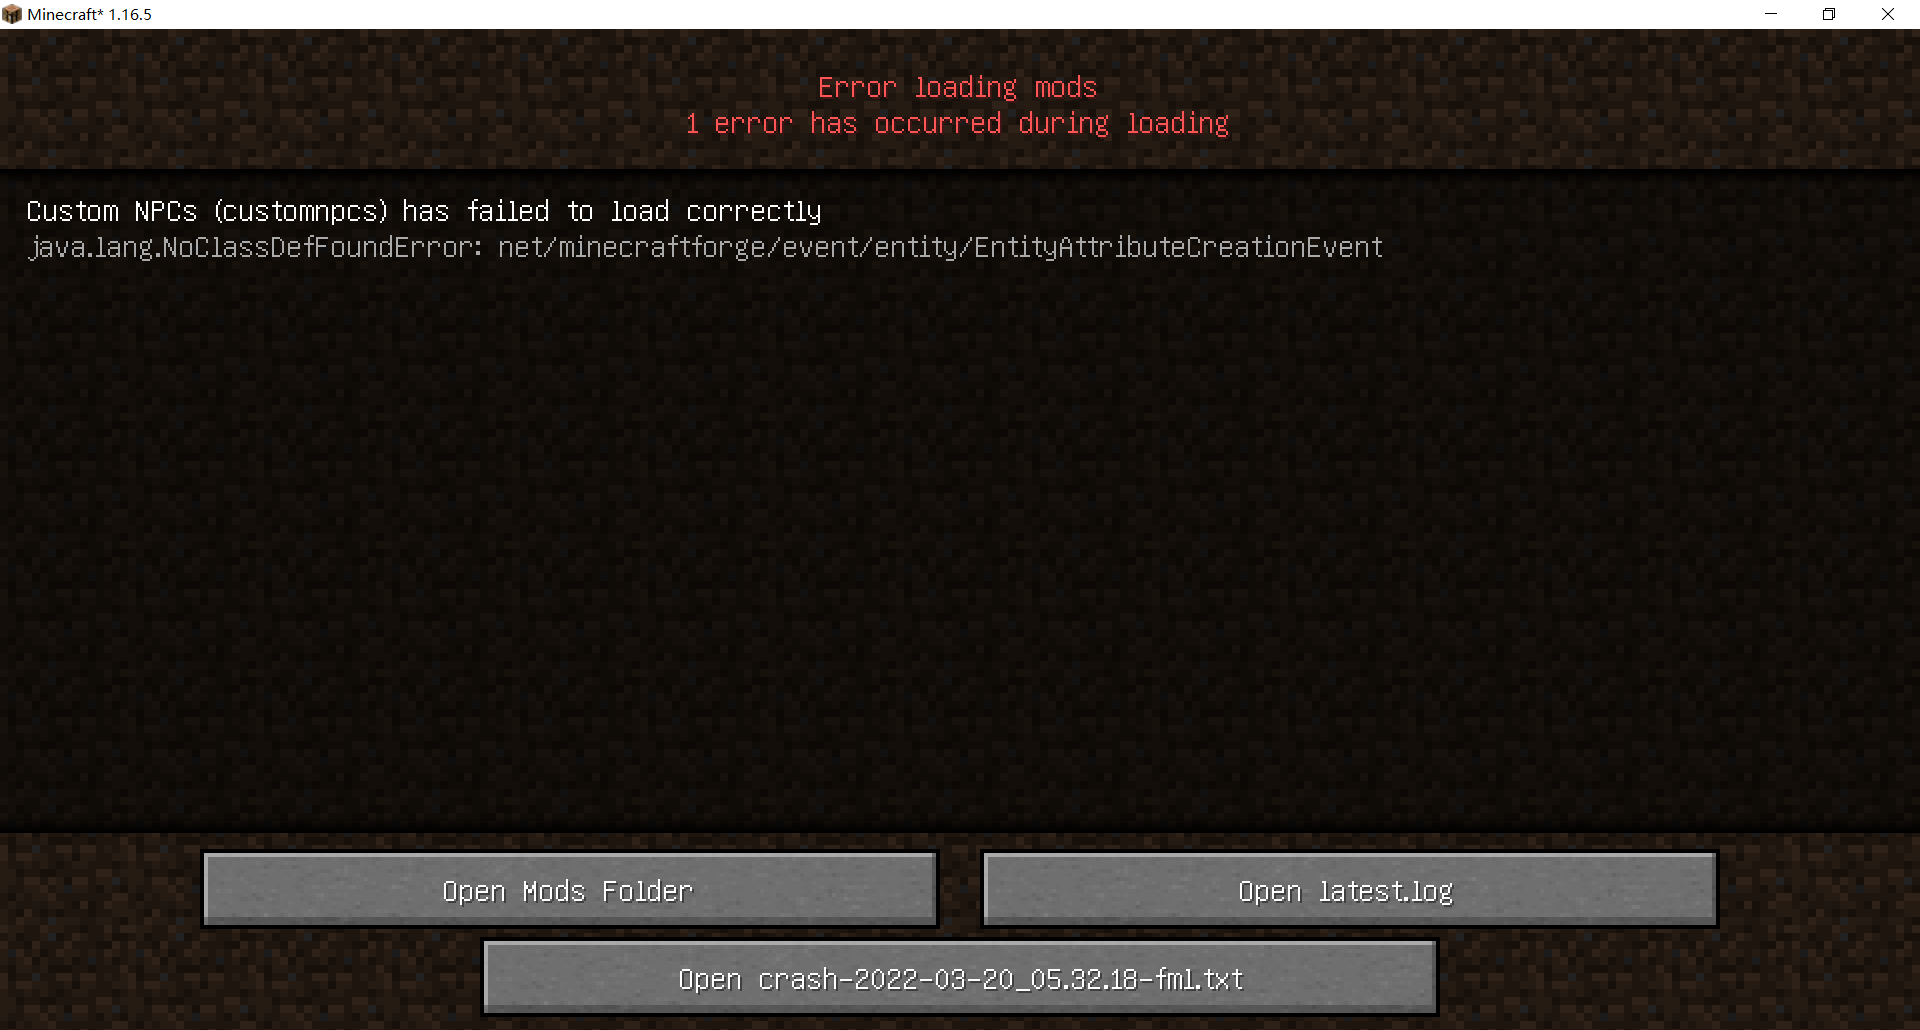 Minecraft* 1.16.5
Error loading mods
1 error has occurred during loading
Custom NPCs (customnpcs) has failed to load correctly
java.lang.NoClassDefFoundError: net/minecraftforge/event/entity/EntityAttributeCreationEvent
Open Mods Folder
Open latest.log
Open crash-2022-03-20_05.32.18-fml.txt